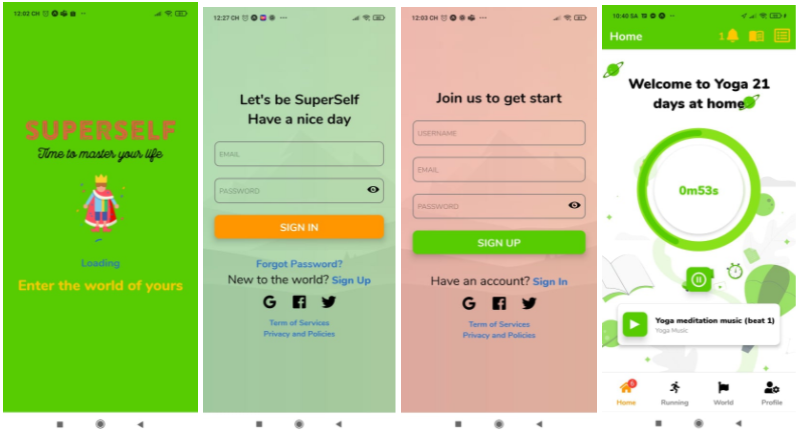 12:02 CH
SUPERSELF
Time to master your life
Loading
Enter the world of yours
12:27 CH
Let's be SuperSelf
Have a nice day
EMAIL
PASSWORD
SIGN IN
Forgot Password?
New to the world? Sign Up
Term of Services
Privacy and Policies
12:03 CH
Join us to get start
USERNAME
EMAIL
PASSWORD
SIGN UP
Have an account? Sign In
Term of Services
Privacy and Policies
10:40 SA
Home
1
Welcome to Yoga 21
days at home
0m53s
Yoga meditation music (beat 1)
Yoga Music
Home
Running
World
Profile